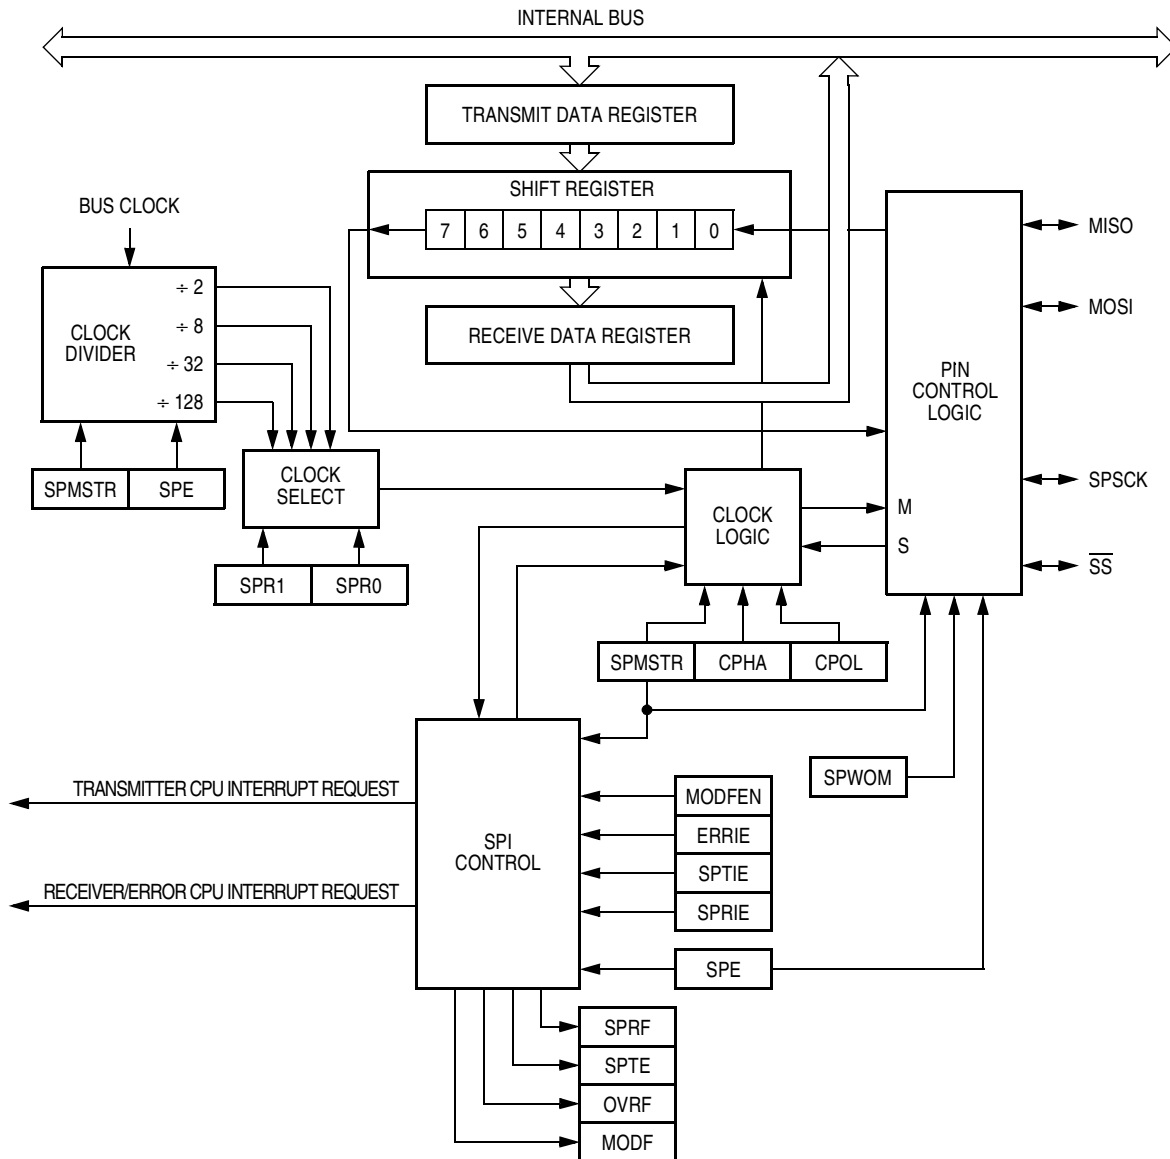 INTERNAL BUS
TRANSMIT DATA REGISTER
SHIFT REGISTER
7 6 5 4 3 2 1 0
RECEIVE DATA REGISTER
BUS CLOCK
CLOCK
DIVIDER
÷ 2
÷ 8
÷ 32
÷ 128
SPMSTR SPE
CLOCK
SELECT
SPR1 SPR0
CLOCK
LOGIC
PIN
CONTROL
LOGIC
M
S
MISO
MOSI
SPSCK
SS
SPMSTR CPHA CPOL
SPWOM
TRANSMITTER CPU INTERRUPT REQUEST
RECEIVER/ERROR CPU INTERRUPT REQUEST
SPI
CONTROL
MODFEN
ERRIE
SPTIE
SPRIE
SPE
SPRF
SPTE
OVRF
MODF